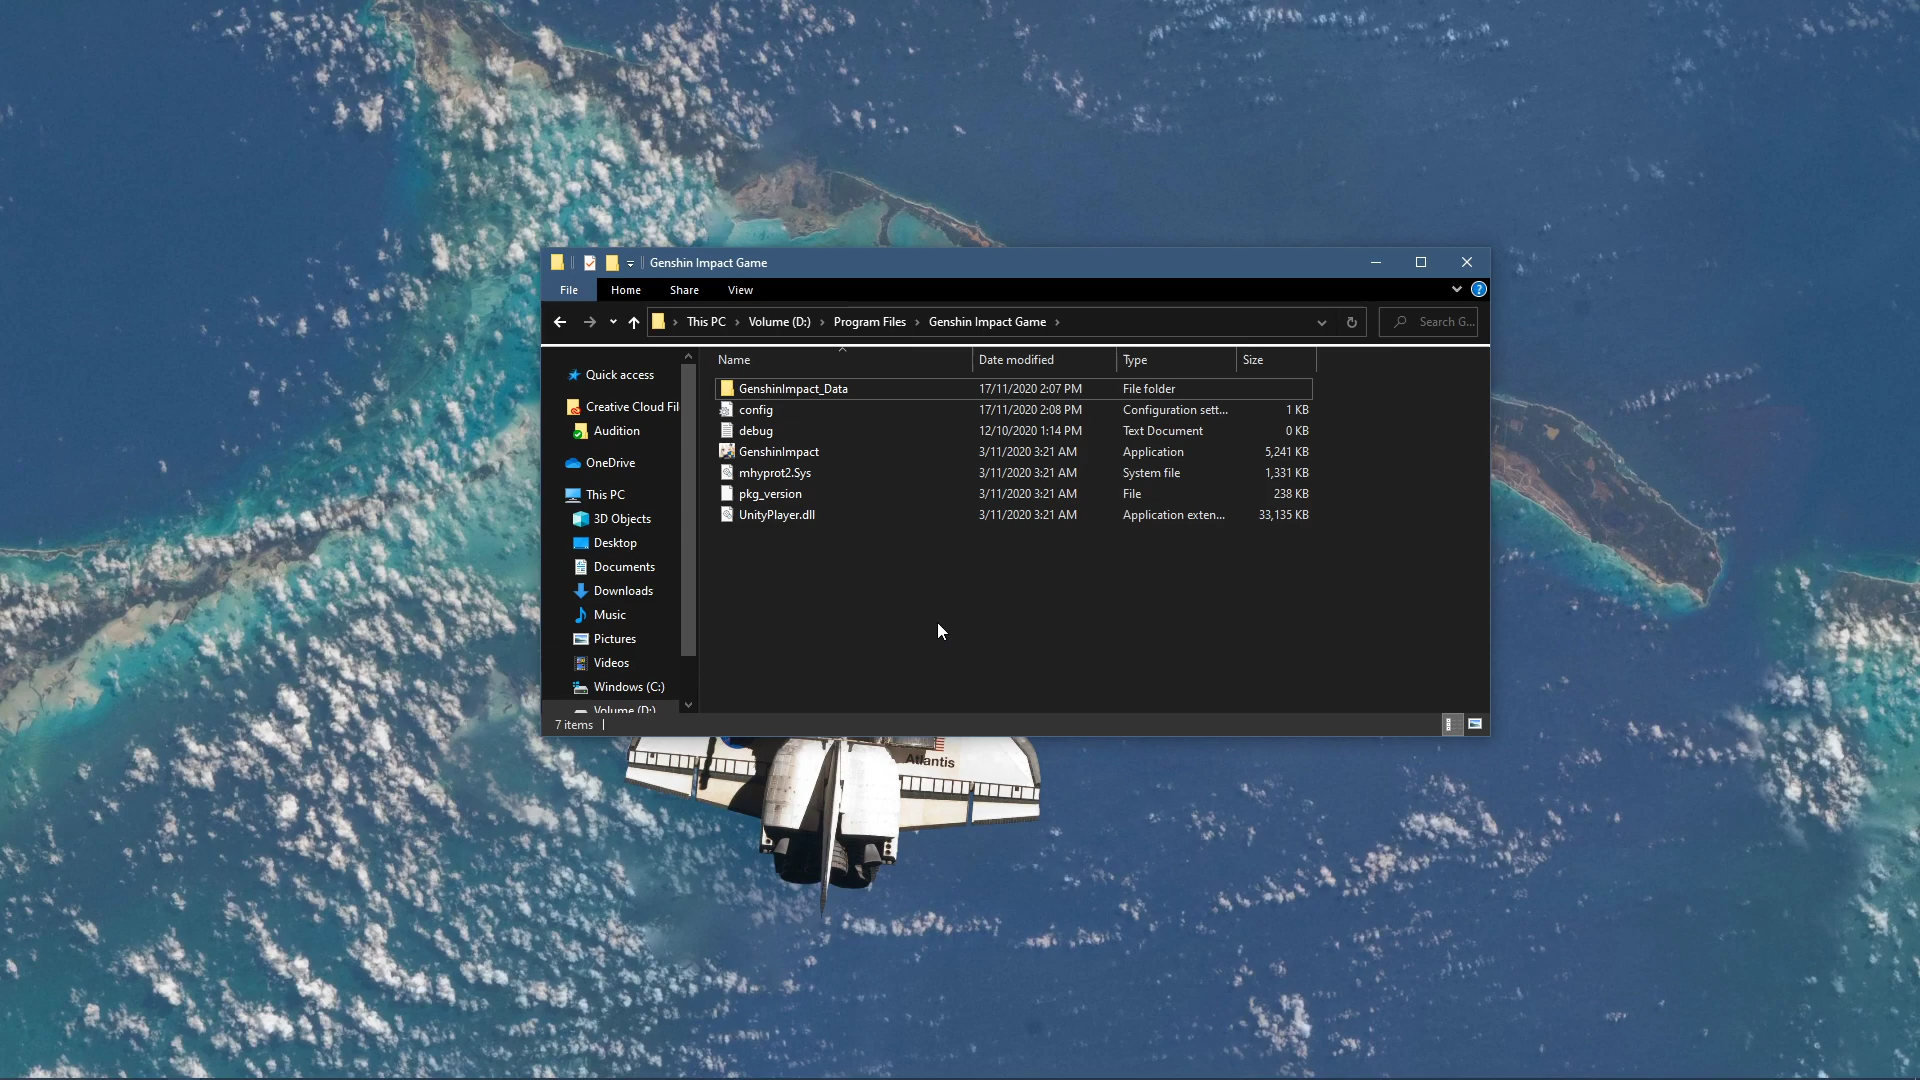 Genshin Impact Game
File Home Share View
This PC Volume (D:) Program Files Genshin Impact Game Search G...
Name Date modified Type Size
Quick access
Creative Cloud Fil
Audition
OneDrive
This PC
3D Objects
Desktop
Documents
Downloads
Music
Pictures
Videos
Windows (C:)
Volume (D:)
GenshinImpact_Data 17/11/2020 2:07 PM File folder
config 17/11/2020 2:08 PM Configuration sett... 1 KB
debug 12/10/2020 1:14 PM Text Document 0 KB
GenshinImpact 3/11/2020 3:21 AM Application 5,241 KB
mhyprot2.Sys 3/11/2020 3:21 AM System file 1,331 KB
pkg_version 3/11/2020 3:21 AM File 238 KB
UnityPlayer.dll 3/11/2020 3:21 AM Application exten... 33,135 KB
7 items
Atlantis